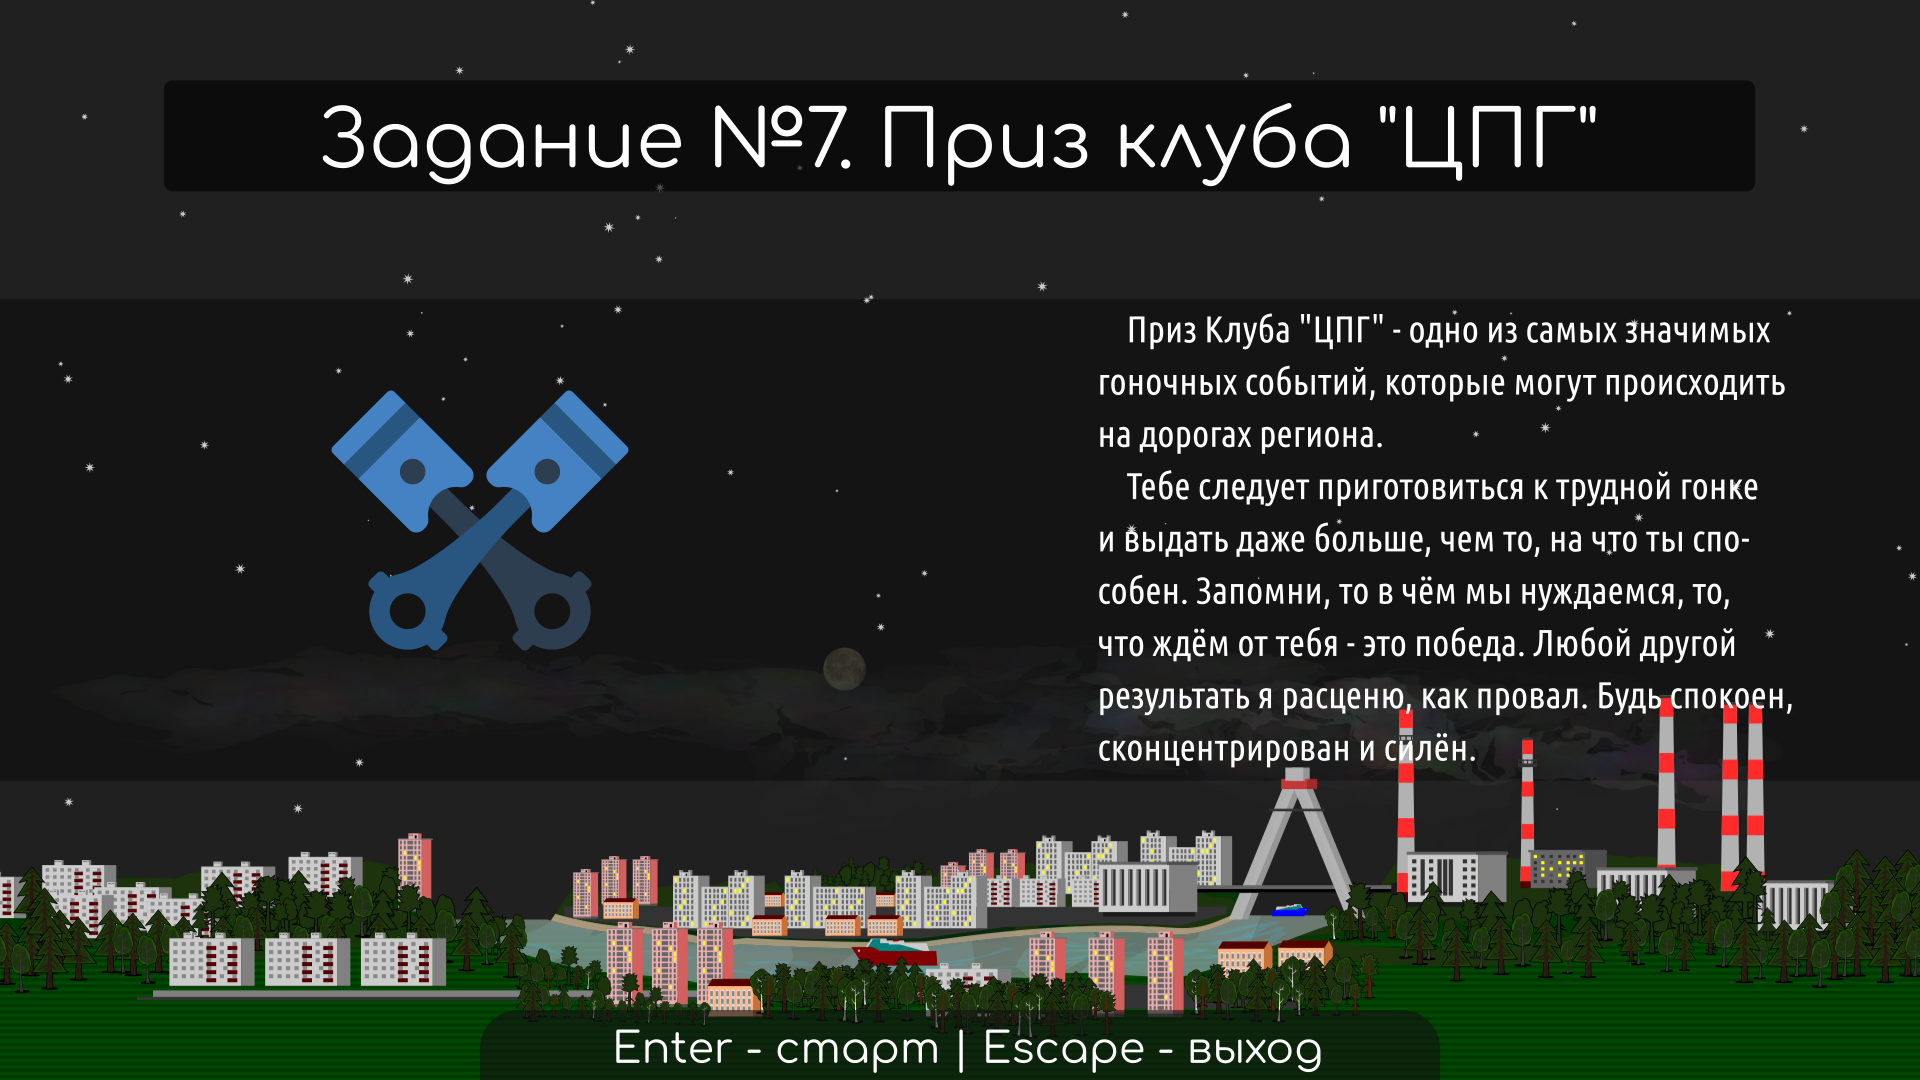 Задание №7. Приз клуба "ЦПГ"
Приз Клуба "ЦПГ" - одно из самых значимых
гоночных событий, которые могут происходить
на дорогах региона.
Тебе следует приготовиться к трудной гонке
и выдать даже больше, чем то, на что ты спо-
собен. Запомни, то в чём мы нуждаемся, то,
что ждём от тебя - это победа. Любой другой
результать я расценю, как провал. Будь спокоен,
сконцентрирован и силён.
Enter - старт | Escape - выход